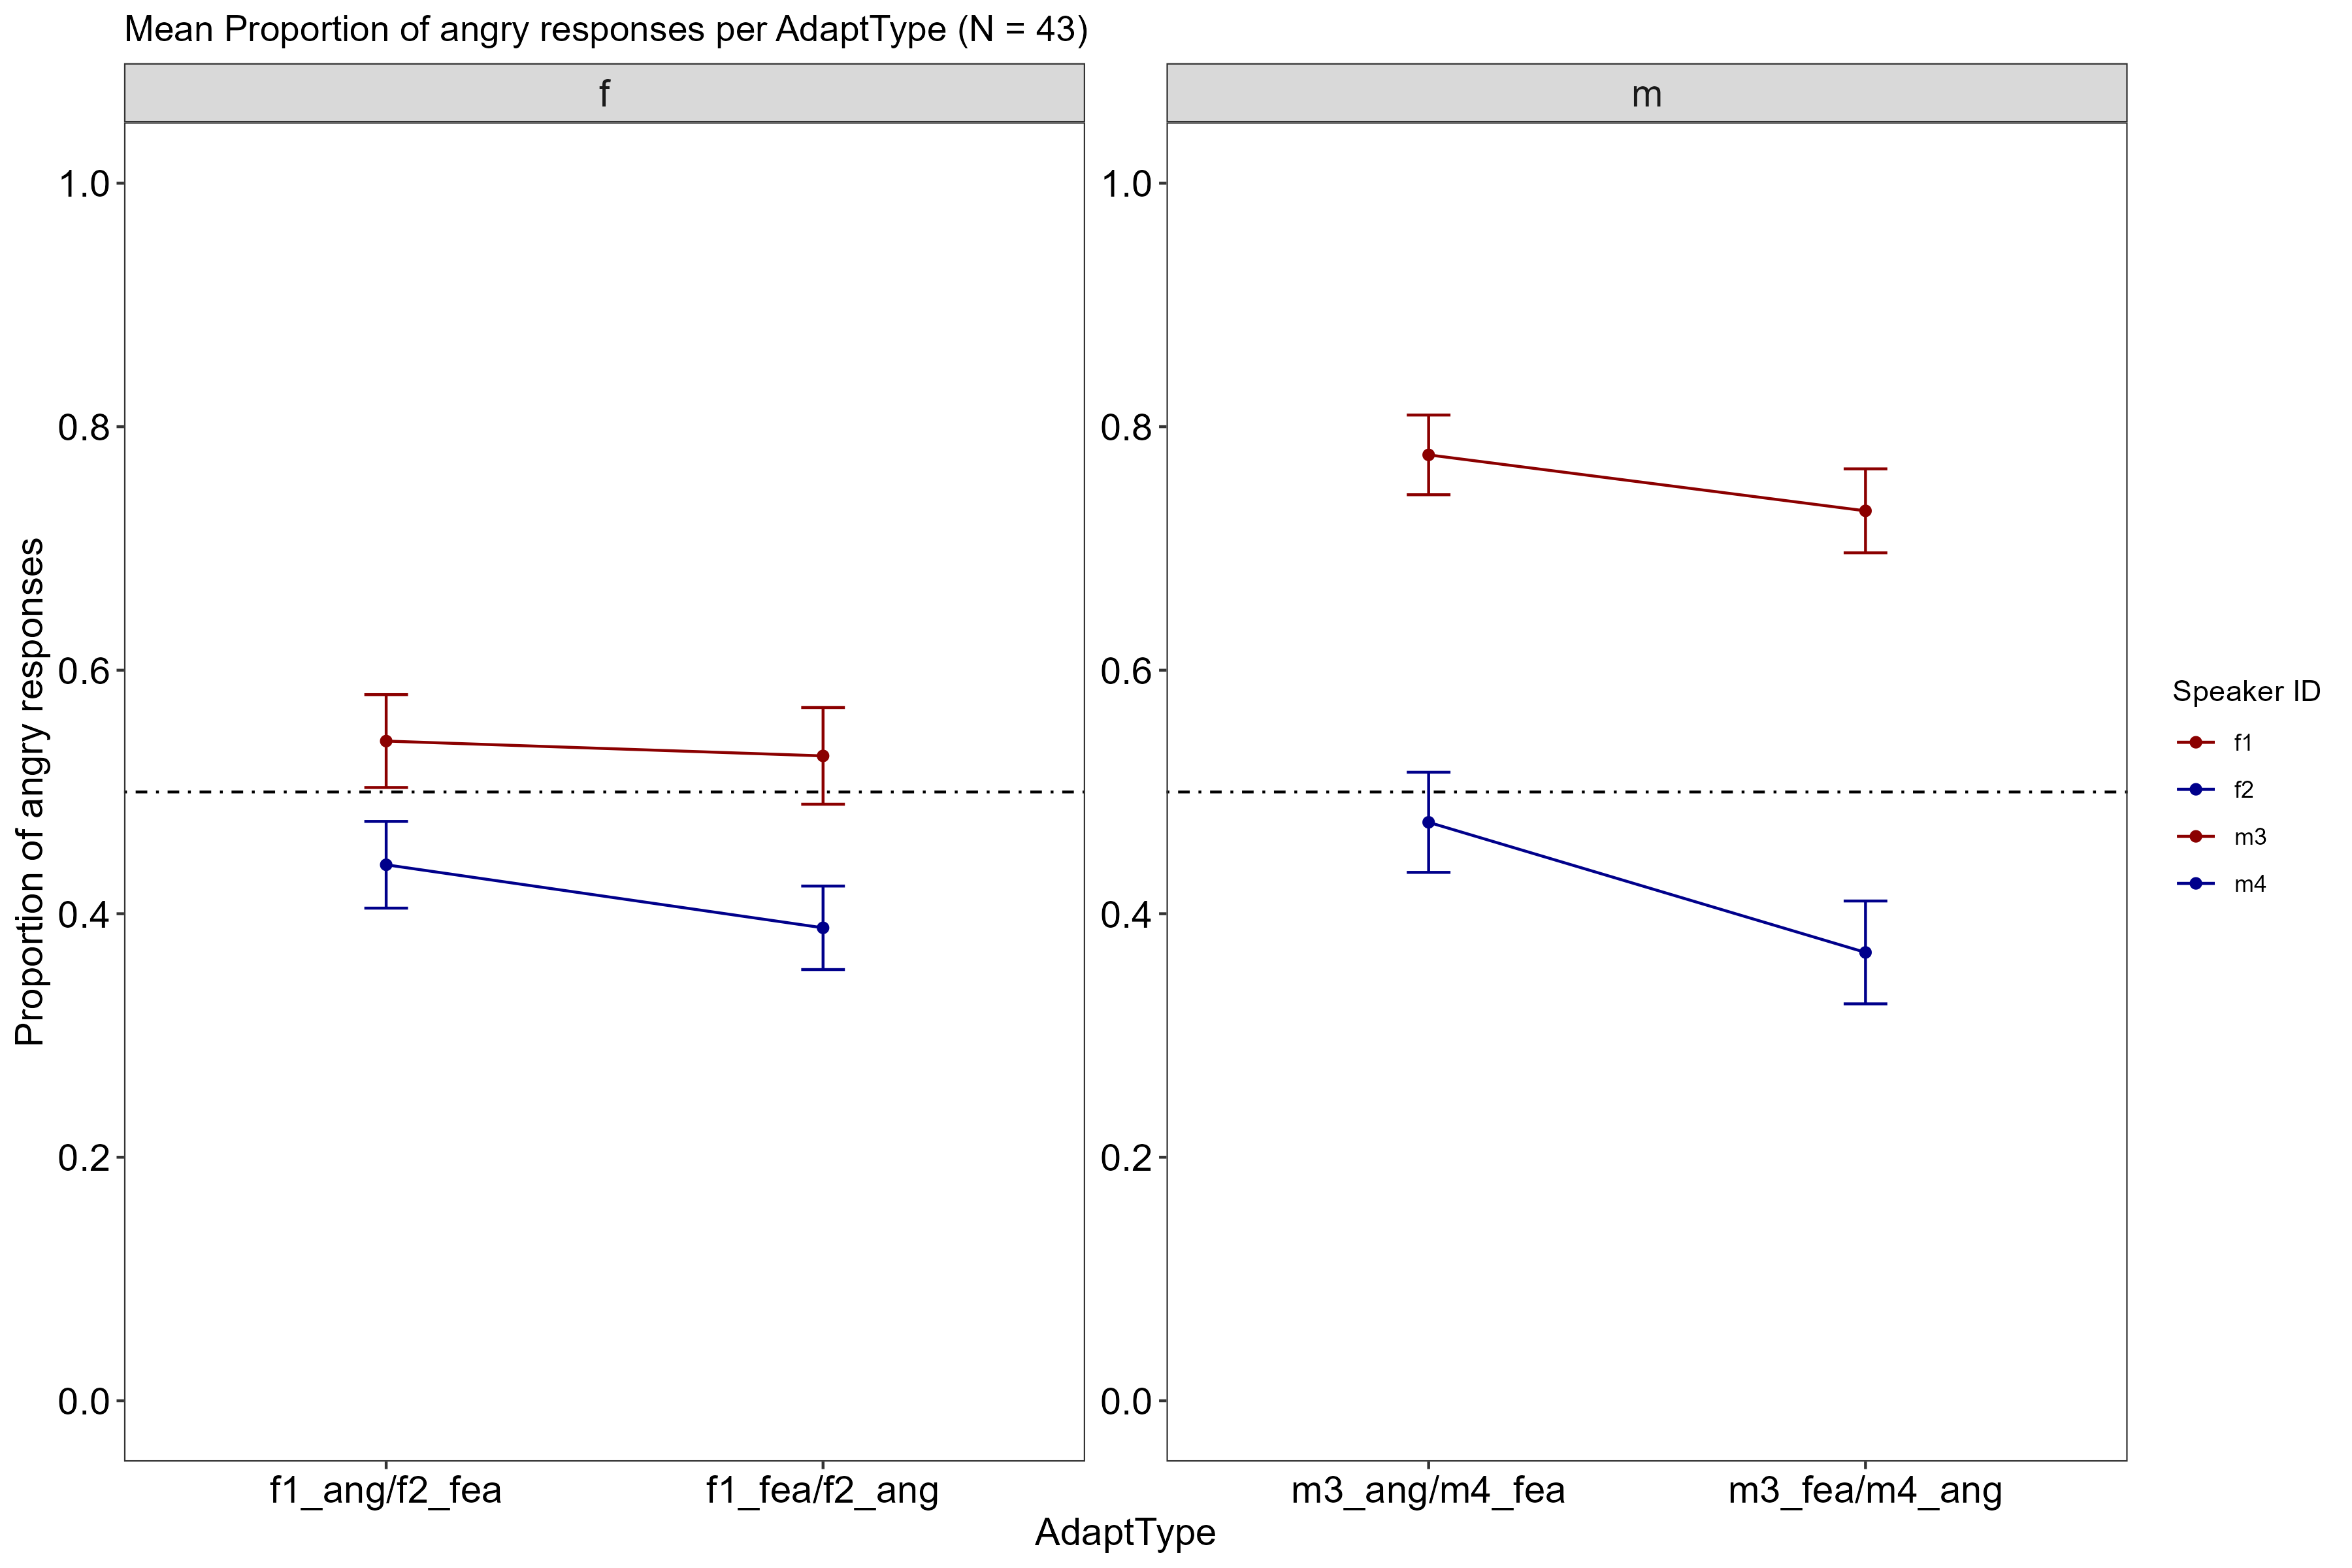 Mean Proportion of angry responses per AdaptType (N = 43)
f
m
1.0
0.8
0.6
0.4
0.2
0.0
1.0
0.8
0.6
0.4
0.2
0.0
Proportion of angry responses
f1_ang/f2_fea
f1_fea/f2_ang
m3_ang/m4_fea
m3_fea/m4_ang
AdaptType
Speaker ID
f1
f2
m3
m4